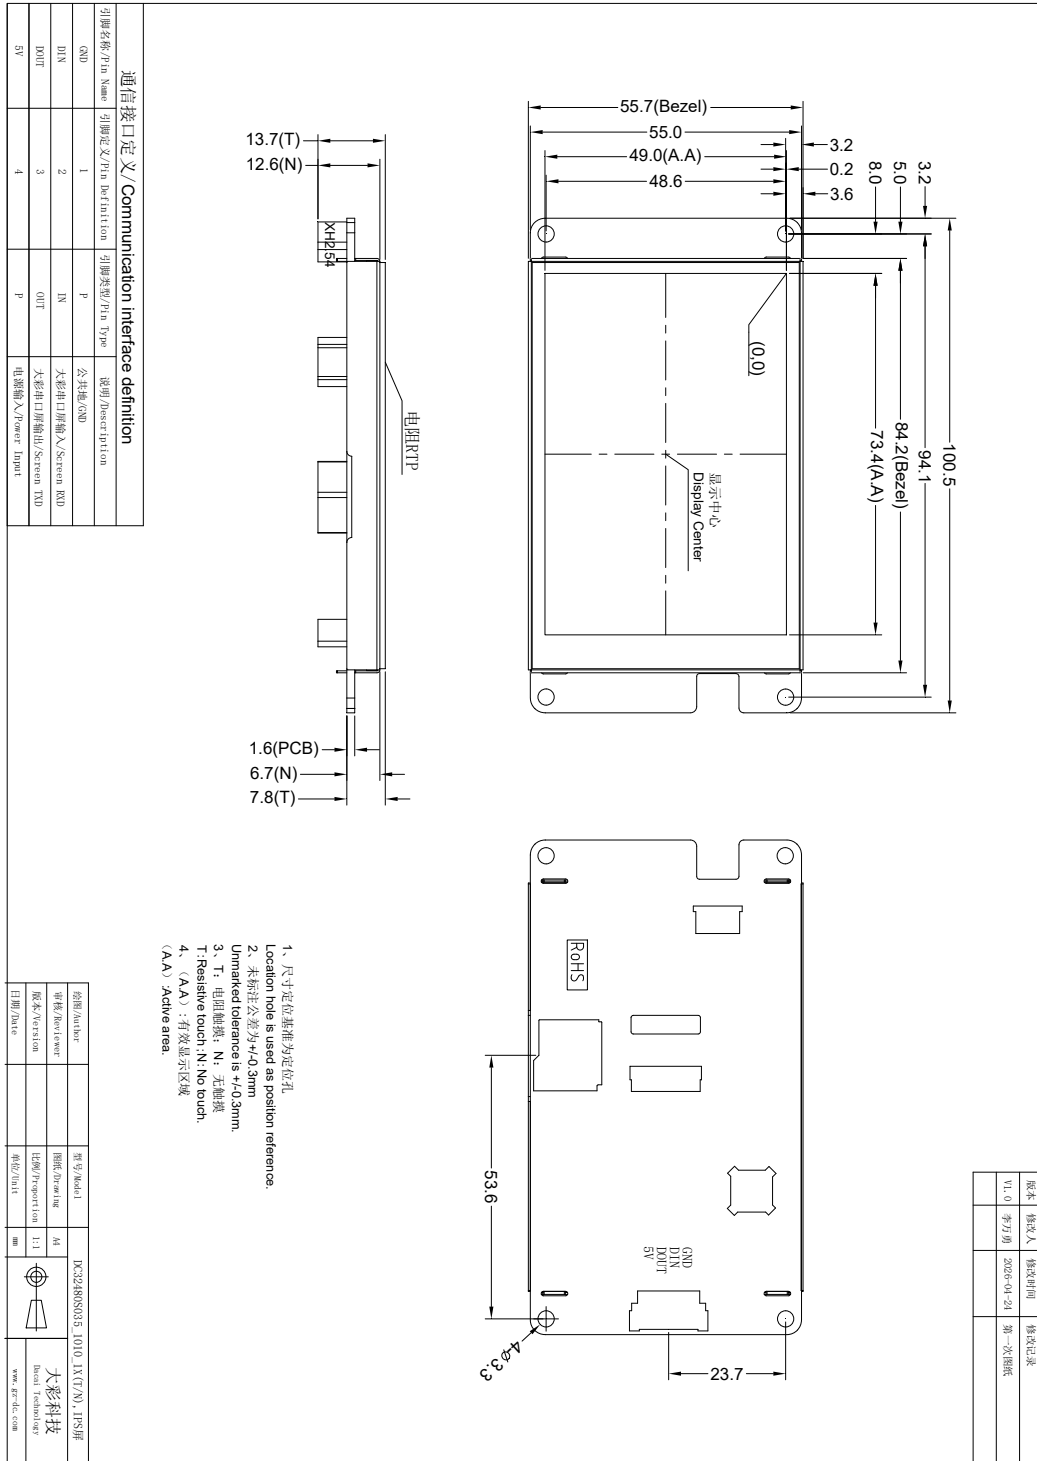 55.7(Bezel)
55.0
49.0(A.A)
48.6
3.2
0.2
3.6
3.2
5.0
8.0
100.5
94.1
84.2(Bezel)
73.4(A.A)
(0,0)
显示中心
Display Center
13.7(T)
12.6(N)
XH2.54
电阻RTP
1.6(PCB)
6.7(N)
7.8(T)
RoHS
53.6
23.7
4-φ3.3
GND
DIN
DOUT
5V
通信接口定义/Communication interface definition
引脚名称/Pin Name 引脚定义/Pin Definition 引脚类型/Pin Type 说明/Description
GND 1 P 公共地/GND
DIN 2 IN 大彩串口屏输入/Screen RXD
DOUT 3 OUT 大彩串口屏输出/Screen TXD
5V 4 P 电源输入/Power Input
1、尺寸定位基准为定位孔
Location hole is used as position reference.
2、未标注公差为+/-0.3mm
Unmarked tolerance is +/-0.3mm.
3、T：电阻触摸；N：无触摸
T:Resistive touch;N:No touch.
4、（A.A）:有效显示区域
（A.A）:Active area.
版本 修改人 修改时间 修改记录
V1.0 李万勇 2026-04-24 第一次图纸
绘图/Author 型号/Model DC32480S035_1010_1X(T/N),IPS屏
审核/Reviewer 图纸/Drawing A4
版本/Version 比例/Proportion 1:1
日期/Date 单位/Unit mm
大彩科技
Dacai Technology
www.gz-dc.com